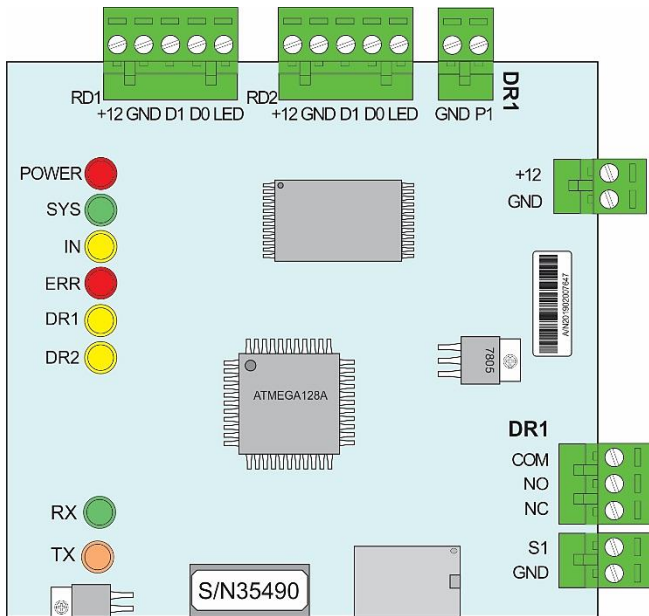 RD1
+12 GND D1 D0 LED
RD2
+12 GND D1 D0 LED
GND P1
DR1
POWER
SYS
IN
ERR
DR1
DR2
+12
GND
A/N201902007647
7805
ATMEGA128A
DR1
COM
NO
NC
S1
GND
RX
TX
S/N35490